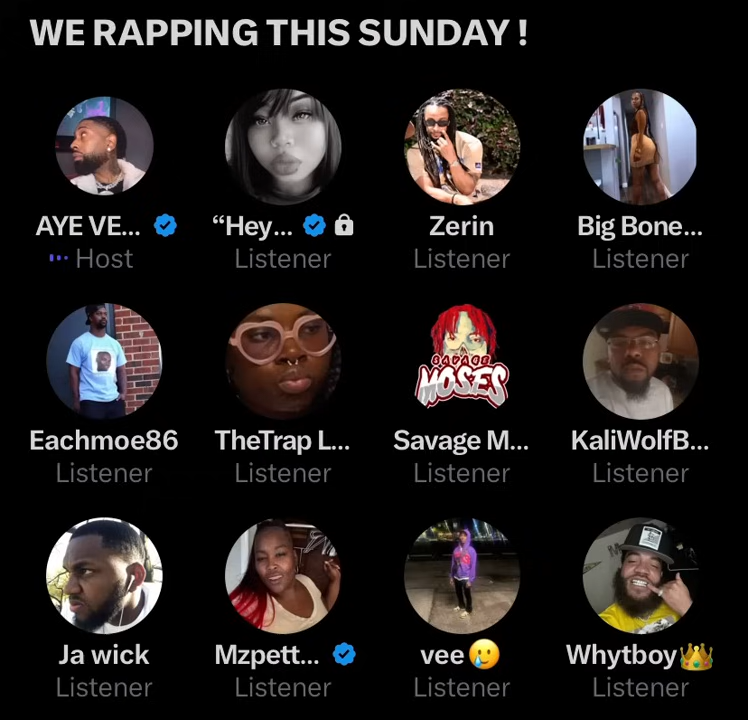 WE RAPPING THIS SUNDAY !
AYE VE... “Hey... Zerin Big Bone...
Host Listener Listener Listener
SAVAGE
MOSES
Eachmoe86 TheTrap L... Savage M... KaliWolfB...
Listener Listener Listener Listener
Ja wick Mzpett... vee🥲 Whytboy👑
Listener Listener Listener Listener